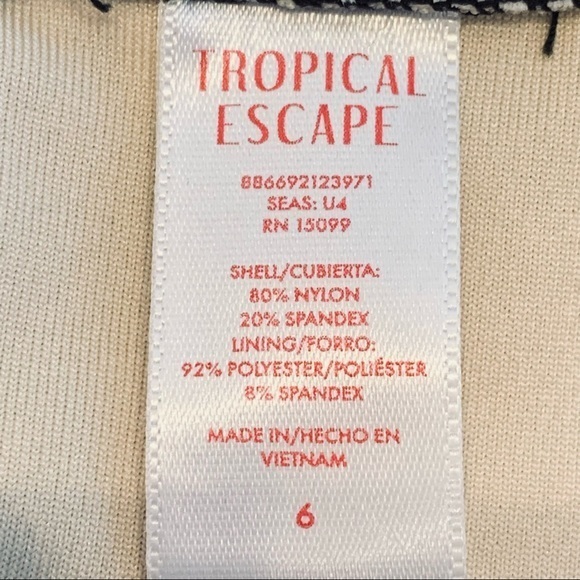 TROPICAL
ESCAPE
886692123971
SEAS: U4
RN 15099
SHELL/CUBIERTA:
80% NYLON
20% SPANDEX
LINING/FORRO:
92% POLYESTER/POLIÉSTER
8% SPANDEX
MADE IN/HECHO EN
VIETNAM
6